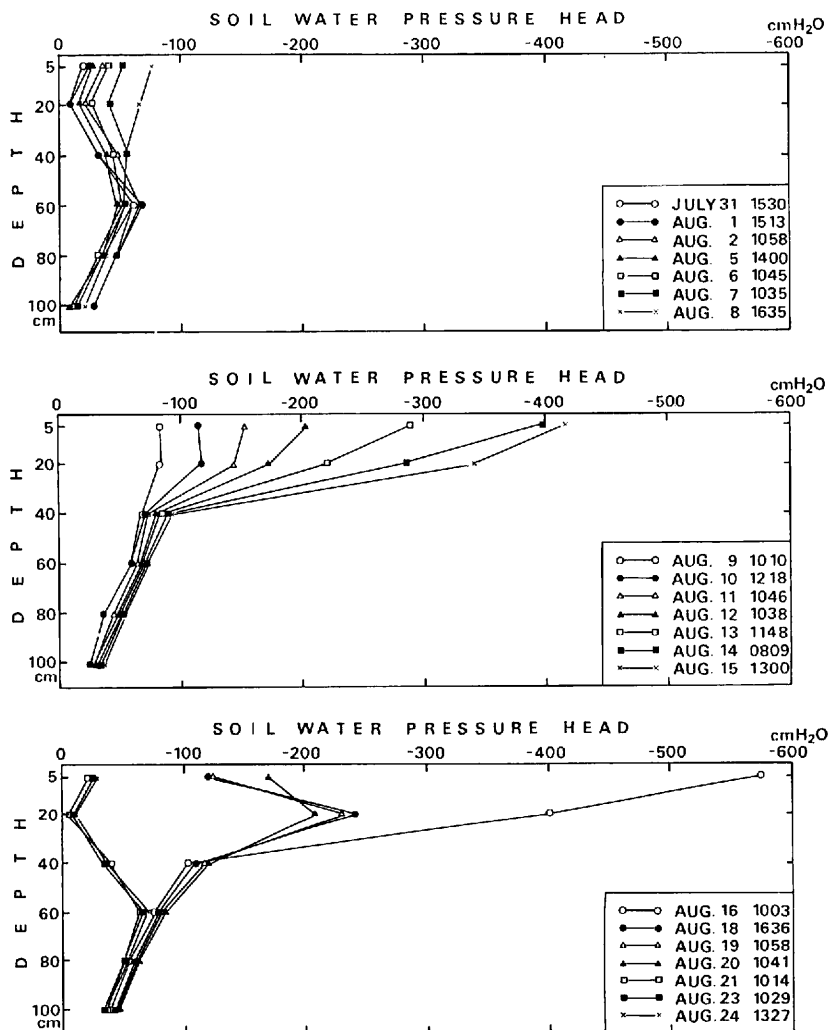 SOIL WATER PRESSURE HEAD
cmH2O
0 -100 -200 -300 -400 -500 -600
DEPTH
5
20
40
60
80
100
cm
JULY 31 1530
AUG. 1 1513
AUG. 2 1058
AUG. 5 1400
AUG. 6 1045
AUG. 7 1035
AUG. 8 1635
SOIL WATER PRESSURE HEAD
cmH2O
0 -100 -200 -300 -400 -500 -600
DEPTH
5
20
40
60
80
100
cm
AUG. 9 1010
AUG. 10 1218
AUG. 11 1046
AUG. 12 1038
AUG. 13 1148
AUG. 14 0809
AUG. 15 1300
SOIL WATER PRESSURE HEAD
cmH2O
0 -100 -200 -300 -400 -500 -600
DEPTH
5
20
40
60
80
100
cm
AUG. 16 1003
AUG. 18 1636
AUG. 19 1058
AUG. 20 1041
AUG. 21 1014
AUG. 23 1029
AUG. 24 1327